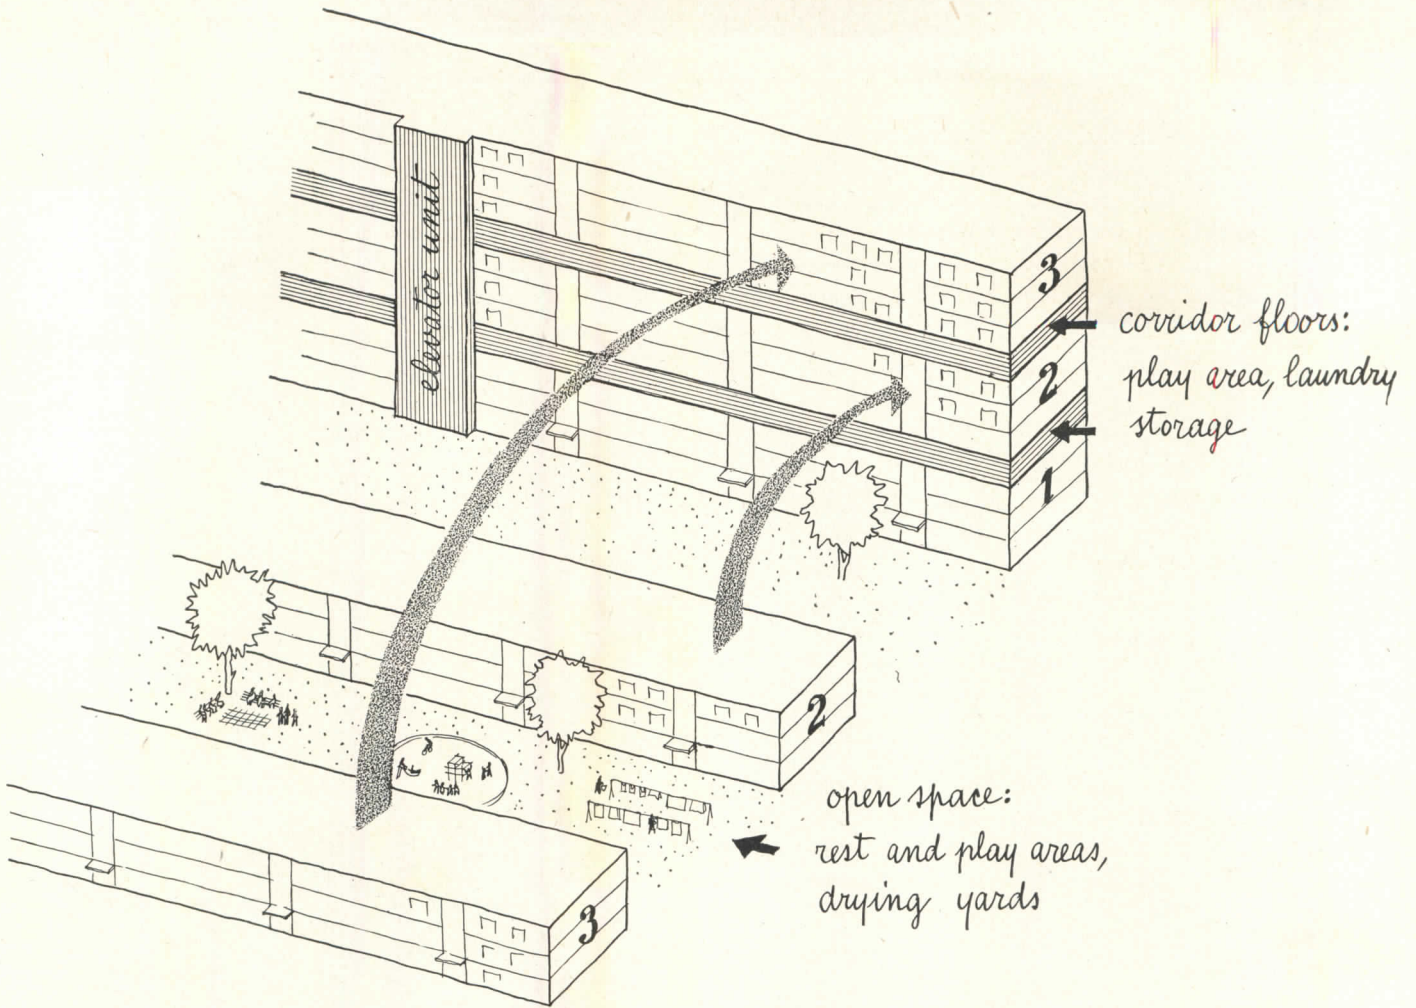 elevator unit
3
corridor floors:
2
play area, laundry
storage
1
2
open space:
rest and play areas,
drying yards
3